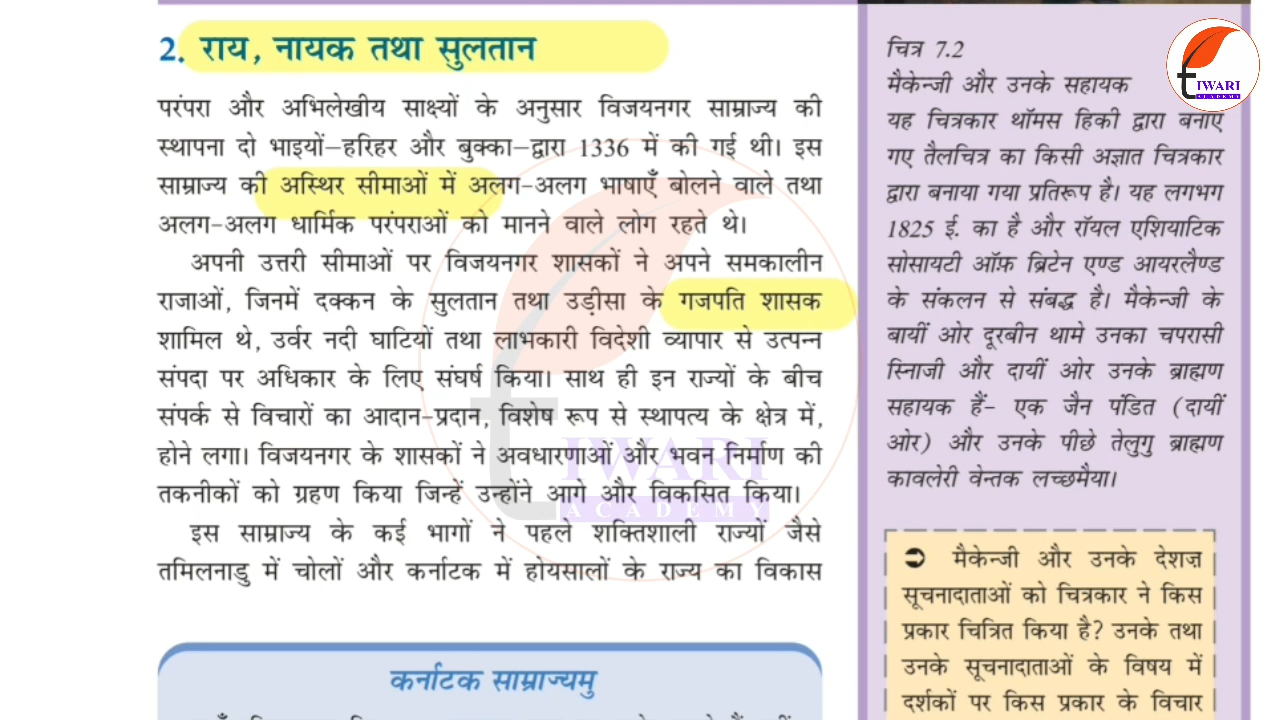 2. राय, नायक तथा सुलतान
परंपरा और अभिलेखीय साक्ष्यों के अनुसार विजयनगर साम्राज्य की
स्थापना दो भाइयों–हरिहर और बुक्का–द्वारा 1336 में की गई थी। इस
साम्राज्य की अस्थिर सीमाओं में अलग-अलग भाषाएँ बोलने वाले तथा
अलग-अलग धार्मिक परंपराओं को मानने वाले लोग रहते थे।
अपनी उत्तरी सीमाओं पर विजयनगर शासकों ने अपने समकालीन
राजाओं, जिनमें दक्कन के सुलतान तथा उड़ीसा के गजपति शासक
शामिल थे, उर्वर नदी घाटियों तथा लाभकारी विदेशी व्यापार से उत्पन्न
संपदा पर अधिकार के लिए संघर्ष किया। साथ ही इन राज्यों के बीच
संपर्क से विचारों का आदान-प्रदान, विशेष रूप से स्थापत्य के क्षेत्र में,
होने लगा। विजयनगर के शासकों ने अवधारणाओं और भवन निर्माण की
तकनीकों को ग्रहण किया जिन्हें उन्होंने आगे और विकसित किया।
इस साम्राज्य के कई भागों ने पहले शक्तिशाली राज्यों जैसे
तमिलनाडु में चोलों और कर्नाटक में होयसालों के राज्य का विकास
कर्नाटक साम्राज्यमु
चित्र 7.2
मैकेन्जी और उनके सहायक
यह चित्रकार थॉमस हिकी द्वारा बनाए
गए तैलचित्र का किसी अज्ञात चित्रकार
द्वारा बनाया गया प्रतिरूप है। यह लगभग
1825 ई. का है और रॉयल एशियाटिक
सोसायटी ऑफ़ ब्रिटेन एण्ड आयरलैण्ड
के संकलन से संबद्ध है। मैकेन्जी के
बायीं ओर दूरबीन थामे उनका चपरासी
स्निाजी और दायीं ओर उनके ब्राह्मण
सहायक हैं– एक जैन पंडित (दायीं
ओर) और उनके पीछे तेलुगु ब्राह्मण
कावलेरी वेन्तक लच्छमैया।
➲ मैकेन्जी और उनके देशज़
सूचनादाताओं को चित्रकार ने किस
प्रकार चित्रित किया है? उनके तथा
उनके सूचनादाताओं के विषय में
दर्शकों पर किस प्रकार के विचार
TIWARI
ACADEMY
TIWARI
ACADEMY